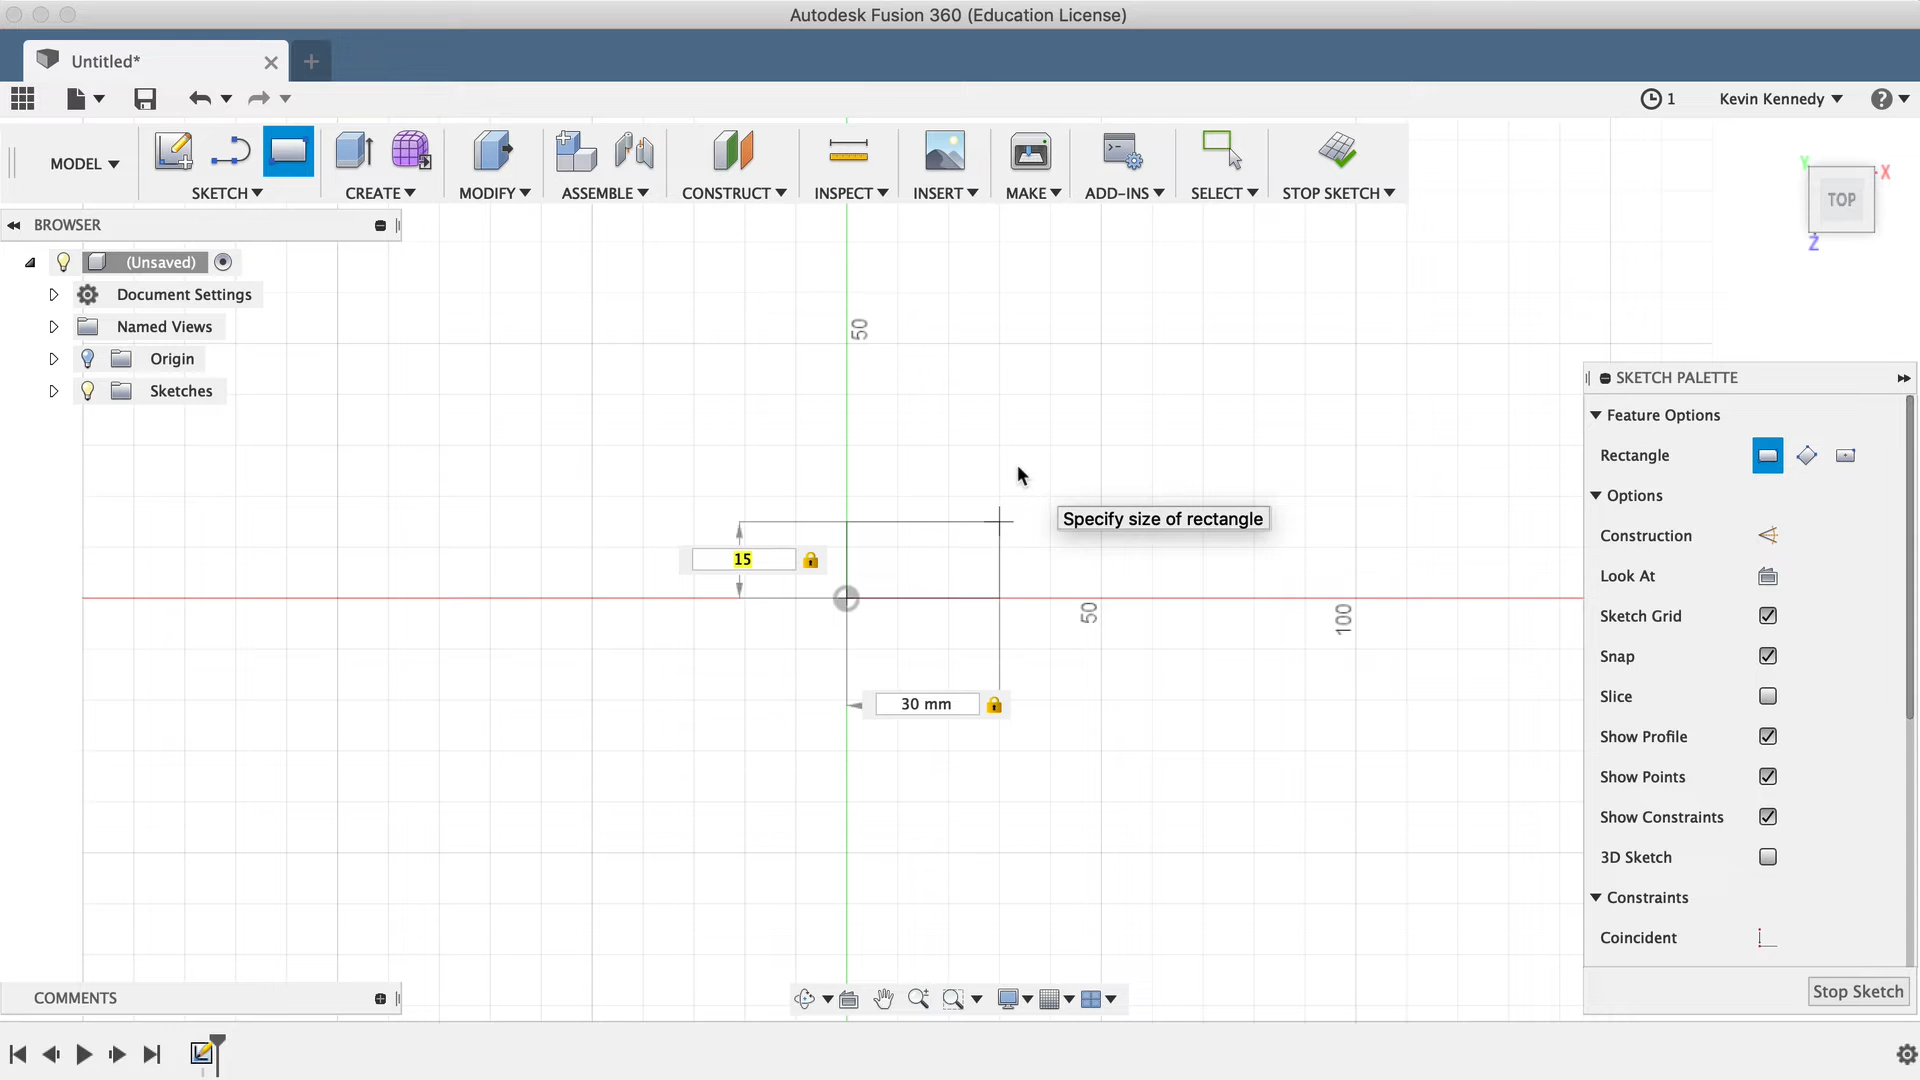 Autodesk Fusion 360 (Education License)
Untitled*
1
Kevin Kennedy
?
MODEL
SKETCH
CREATE
MODIFY
ASSEMBLE
CONSTRUCT
INSPECT
INSERT
MAKE
ADD-INS
SELECT
STOP SKETCH
BROWSER
(Unsaved)
Document Settings
Named Views
Origin
Sketches
Y
X
TOP
Z
50
Specify size of rectangle
15
50
100
30 mm
SKETCH PALETTE
Feature Options
Rectangle
Options
Construction
Look At
Sketch Grid
Snap
Slice
Show Profile
Show Points
Show Constraints
3D Sketch
Constraints
Coincident
Stop Sketch
COMMENTS